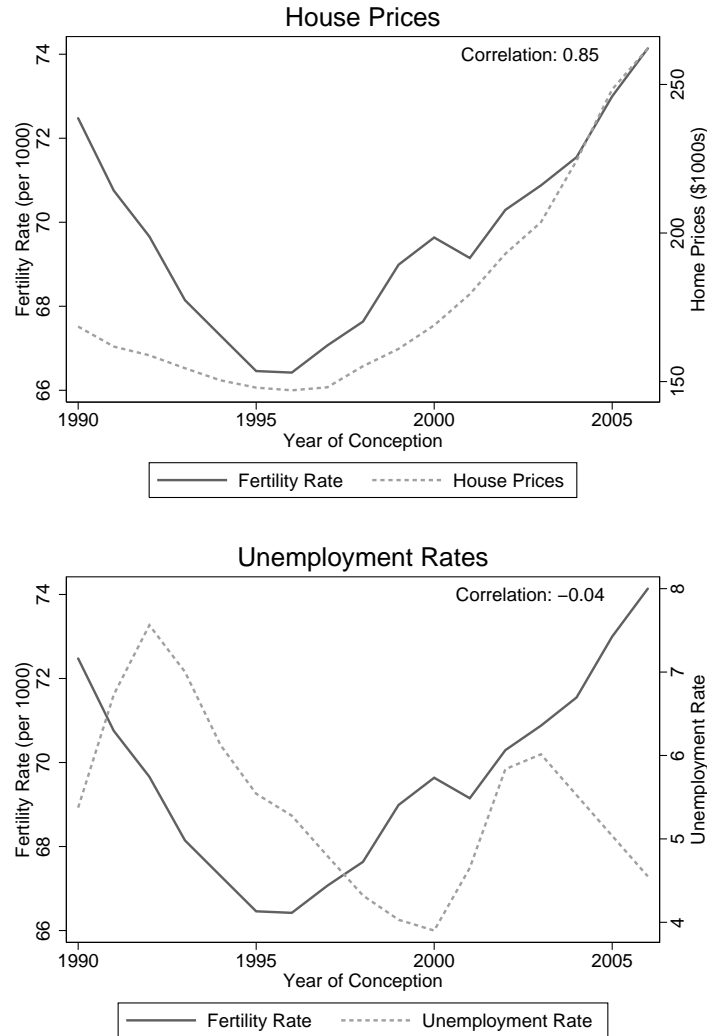 House Prices
Correlation: 0.85
Fertility Rate (per 1000)
74
72
70
68
66
250
200
150
Home Prices ($1000s)
1990 1995 2000 2005
Year of Conception
Fertility Rate House Prices
Unemployment Rates
Correlation: −0.04
Fertility Rate (per 1000)
74
72
70
68
66
8
7
6
5
4
Unemployment Rate
1990 1995 2000 2005
Year of Conception
Fertility Rate Unemployment Rate